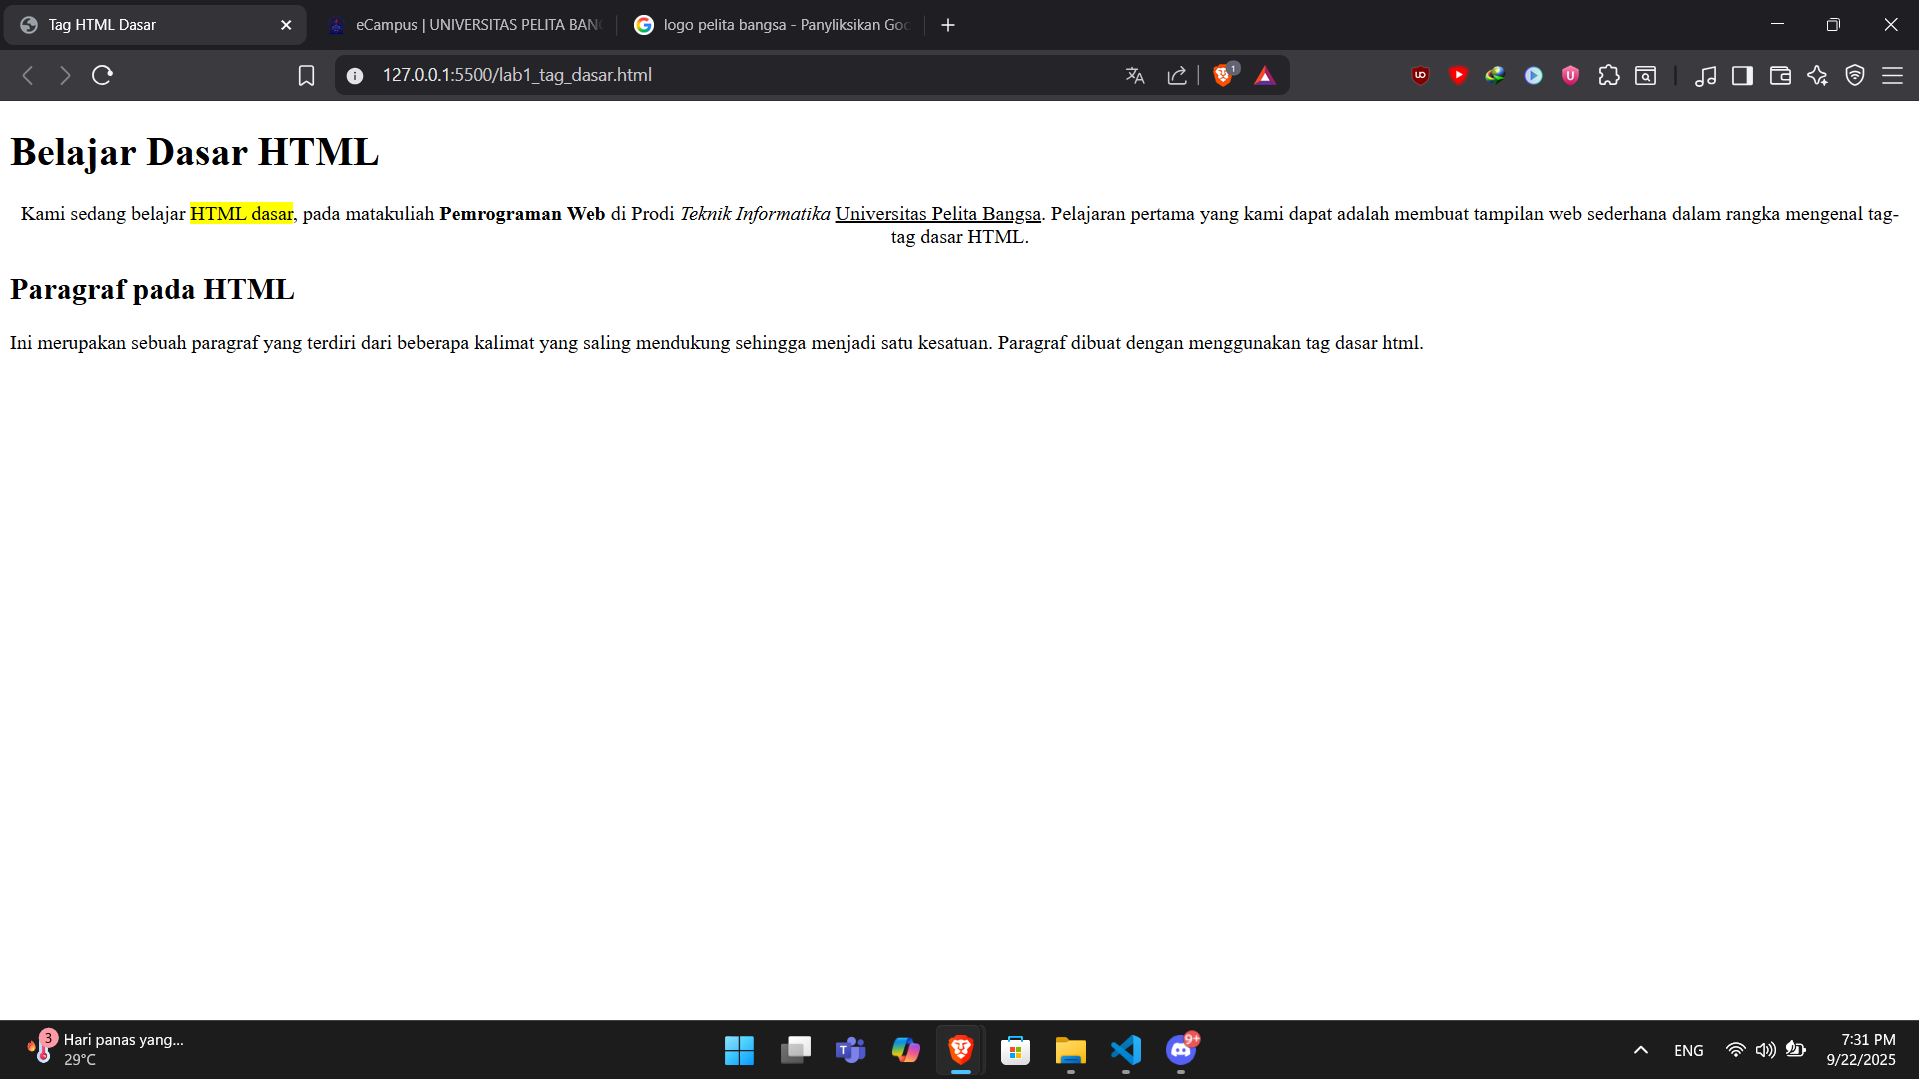 Tag HTML Dasar
eCampus | UNIVERSITAS PELITA BAN
logo pelita bangsa - Panyliksikan Goo
127.0.0.1:5500/lab1_tag_dasar.html
1
UD
U
Belajar Dasar HTML
Kami sedang belajar HTML dasar, pada matakuliah Pemrograman Web di Prodi Teknik Informatika Universitas Pelita Bangsa. Pelajaran pertama yang kami dapat adalah membuat tampilan web sederhana dalam rangka mengenal tag-
tag dasar HTML.
Paragraf pada HTML
Ini merupakan sebuah paragraf yang terdiri dari beberapa kalimat yang saling mendukung sehingga menjadi satu kesatuan. Paragraf dibuat dengan menggunakan tag dasar html.
3
Hari panas yang...
29°C
9+
ENG
7:31 PM
9/22/2025